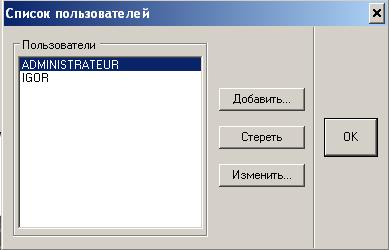 Список пользователей
Пользователи
ADMINISTRATEUR
IGOR
Добавить...
Стереть
Изменить...
OK